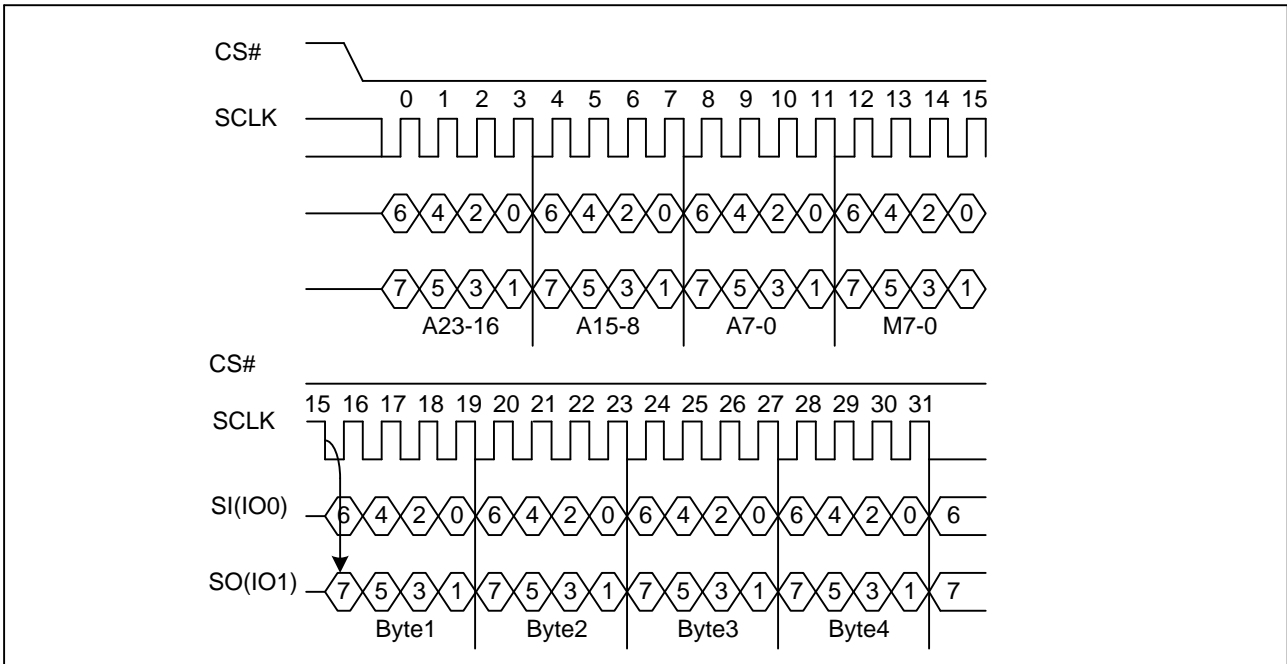 CS#
0 1 2 3 4 5 6 7 8 9 10 11 12 13 14 15
SCLK
6 4 2 0 6 4 2 0 6 4 2 0 6 4 2 0
7 5 3 1 7 5 3 1 7 5 3 1 7 5 3 1
A23-16 A15-8 A7-0 M7-0
CS#
15 16 17 18 19 20 21 22 23 24 25 26 27 28 29 30 31
SCLK
SI(IO0) 6 4 2 0 6 4 2 0 6 4 2 0 6 4 2 0 6
SO(IO1) 7 5 3 1 7 5 3 1 7 5 3 1 7 5 3 1 7
Byte1 Byte2 Byte3 Byte4